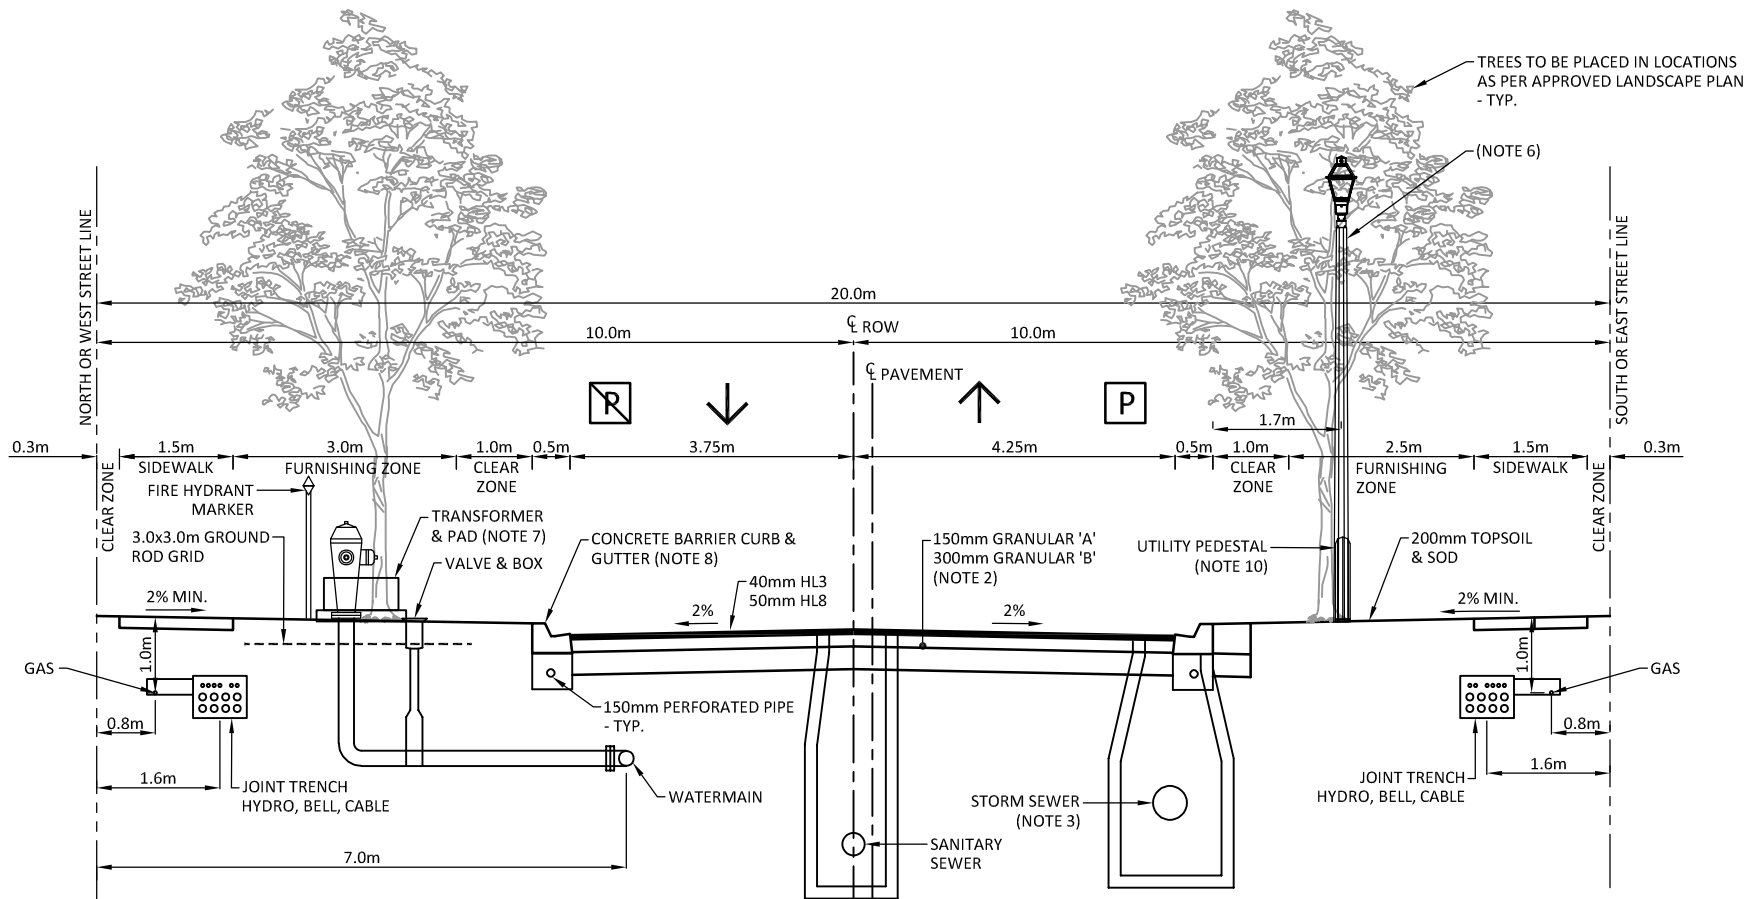 TREES TO BE PLACED IN LOCATIONS
AS PER APPROVED LANDSCAPE PLAN
- TYP.
(NOTE 6)
NORTH OR WEST STREET LINE
SOUTH OR EAST STREET LINE
20.0m
℄ ROW
10.0m
10.0m
℄ PAVEMENT
P
P
1.7m
0.3m
1.5m
3.0m
1.0m
0.5m
3.75m
4.25m
0.5m
1.0m
2.5m
1.5m
0.3m
CLEAR ZONE
SIDEWALK
FURNISHING ZONE
CLEAR
ZONE
CLEAR
ZONE
FURNISHING
ZONE
SIDEWALK
CLEAR ZONE
FIRE HYDRANT
MARKER
3.0x3.0m GROUND
ROD GRID
TRANSFORMER
& PAD (NOTE 7)
VALVE & BOX
CONCRETE BARRIER CURB &
GUTTER (NOTE 8)
150mm GRANULAR 'A'
300mm GRANULAR 'B'
(NOTE 2)
UTILITY PEDESTAL
(NOTE 10)
200mm TOPSOIL
& SOD
40mm HL3
50mm HL8
2% MIN.
2%
2%
2% MIN.
1.0m
1.0m
GAS
GAS
0.8m
150mm PERFORATED PIPE
- TYP.
0.8m
1.6m
1.6m
JOINT TRENCH
HYDRO, BELL, CABLE
WATERMAIN
STORM SEWER
(NOTE 3)
JOINT TRENCH
HYDRO, BELL, CABLE
7.0m
SANITARY
SEWER